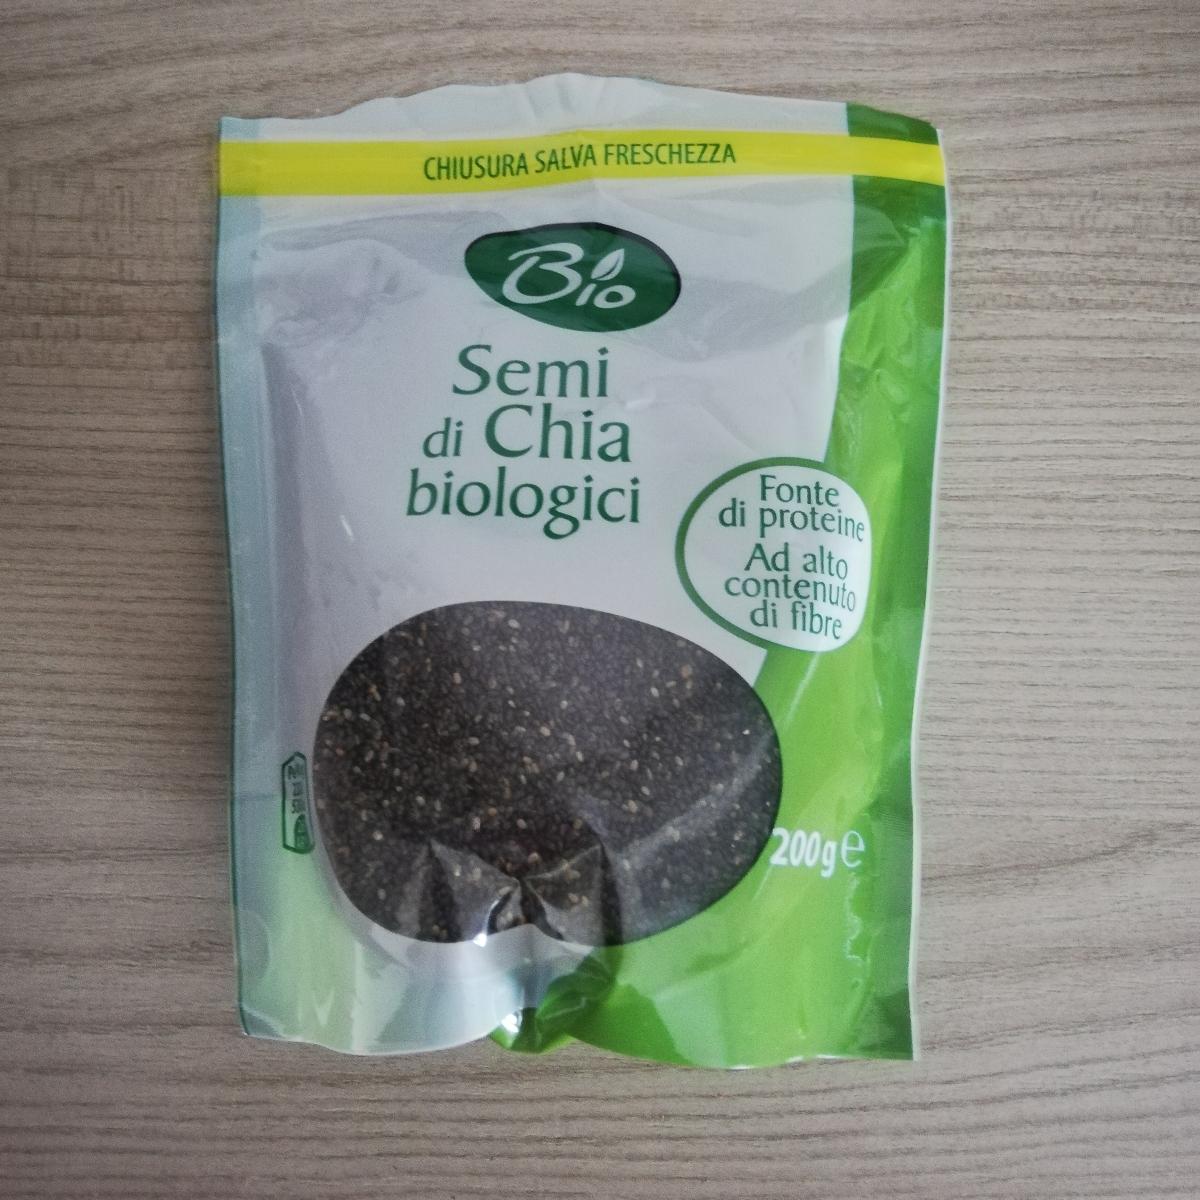 CHIUSURA SALVA FRESCHEZZA
Bio
Semi
di Chia
biologici
Fonte
di proteine
Ad alto
contenuto
di fibre
200g e